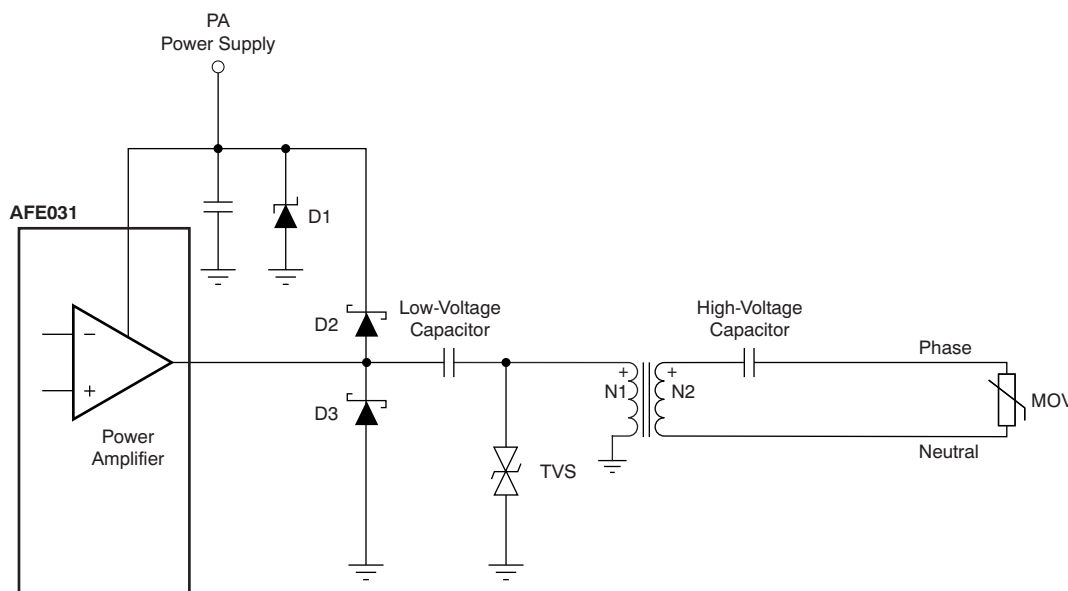 PA
Power Supply
AFE031
D1
D2
Low-Voltage
Capacitor
High-Voltage
Capacitor
Phase
−
+
D3
+
N1
+
N2
MOV
Power
Amplifier
TVS
Neutral